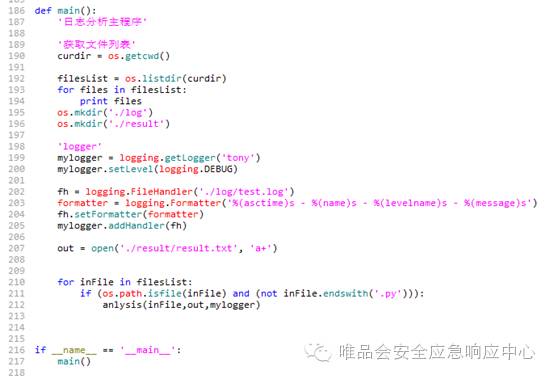 185
186 def main():
187     '日志分析主程序'
188
189     '获取文件列表'
190     curdir = os.getcwd()
191
192     filesList = os.listdir(curdir)
193     for files in filesList:
194         print files
195     os.mkdir('./log')
196     os.mkdir('./result')
197
198     'logger'
199     mylogger = logging.getLogger('tony')
200     mylogger.setLevel(logging.DEBUG)
201
202     fh = logging.FileHandler('./log/test.log')
203     formatter = logging.Formatter('%(asctime)s - %(name)s - %(levelname)s - %(message)s')
204     fh.setFormatter(formatter)
205     mylogger.addHandler(fh)
206
207     out = open('./result/result.txt', 'a+')
208
209
210     for inFile in filesList:
211         if (os.path.isfile(inFile) and (not inFile.endswith('.py'))):
212             anlysis(inFile,out,mylogger)
213
214
215
216 if __name__ == '__main__':
217     main()
218
唯品会安全应急响应中心